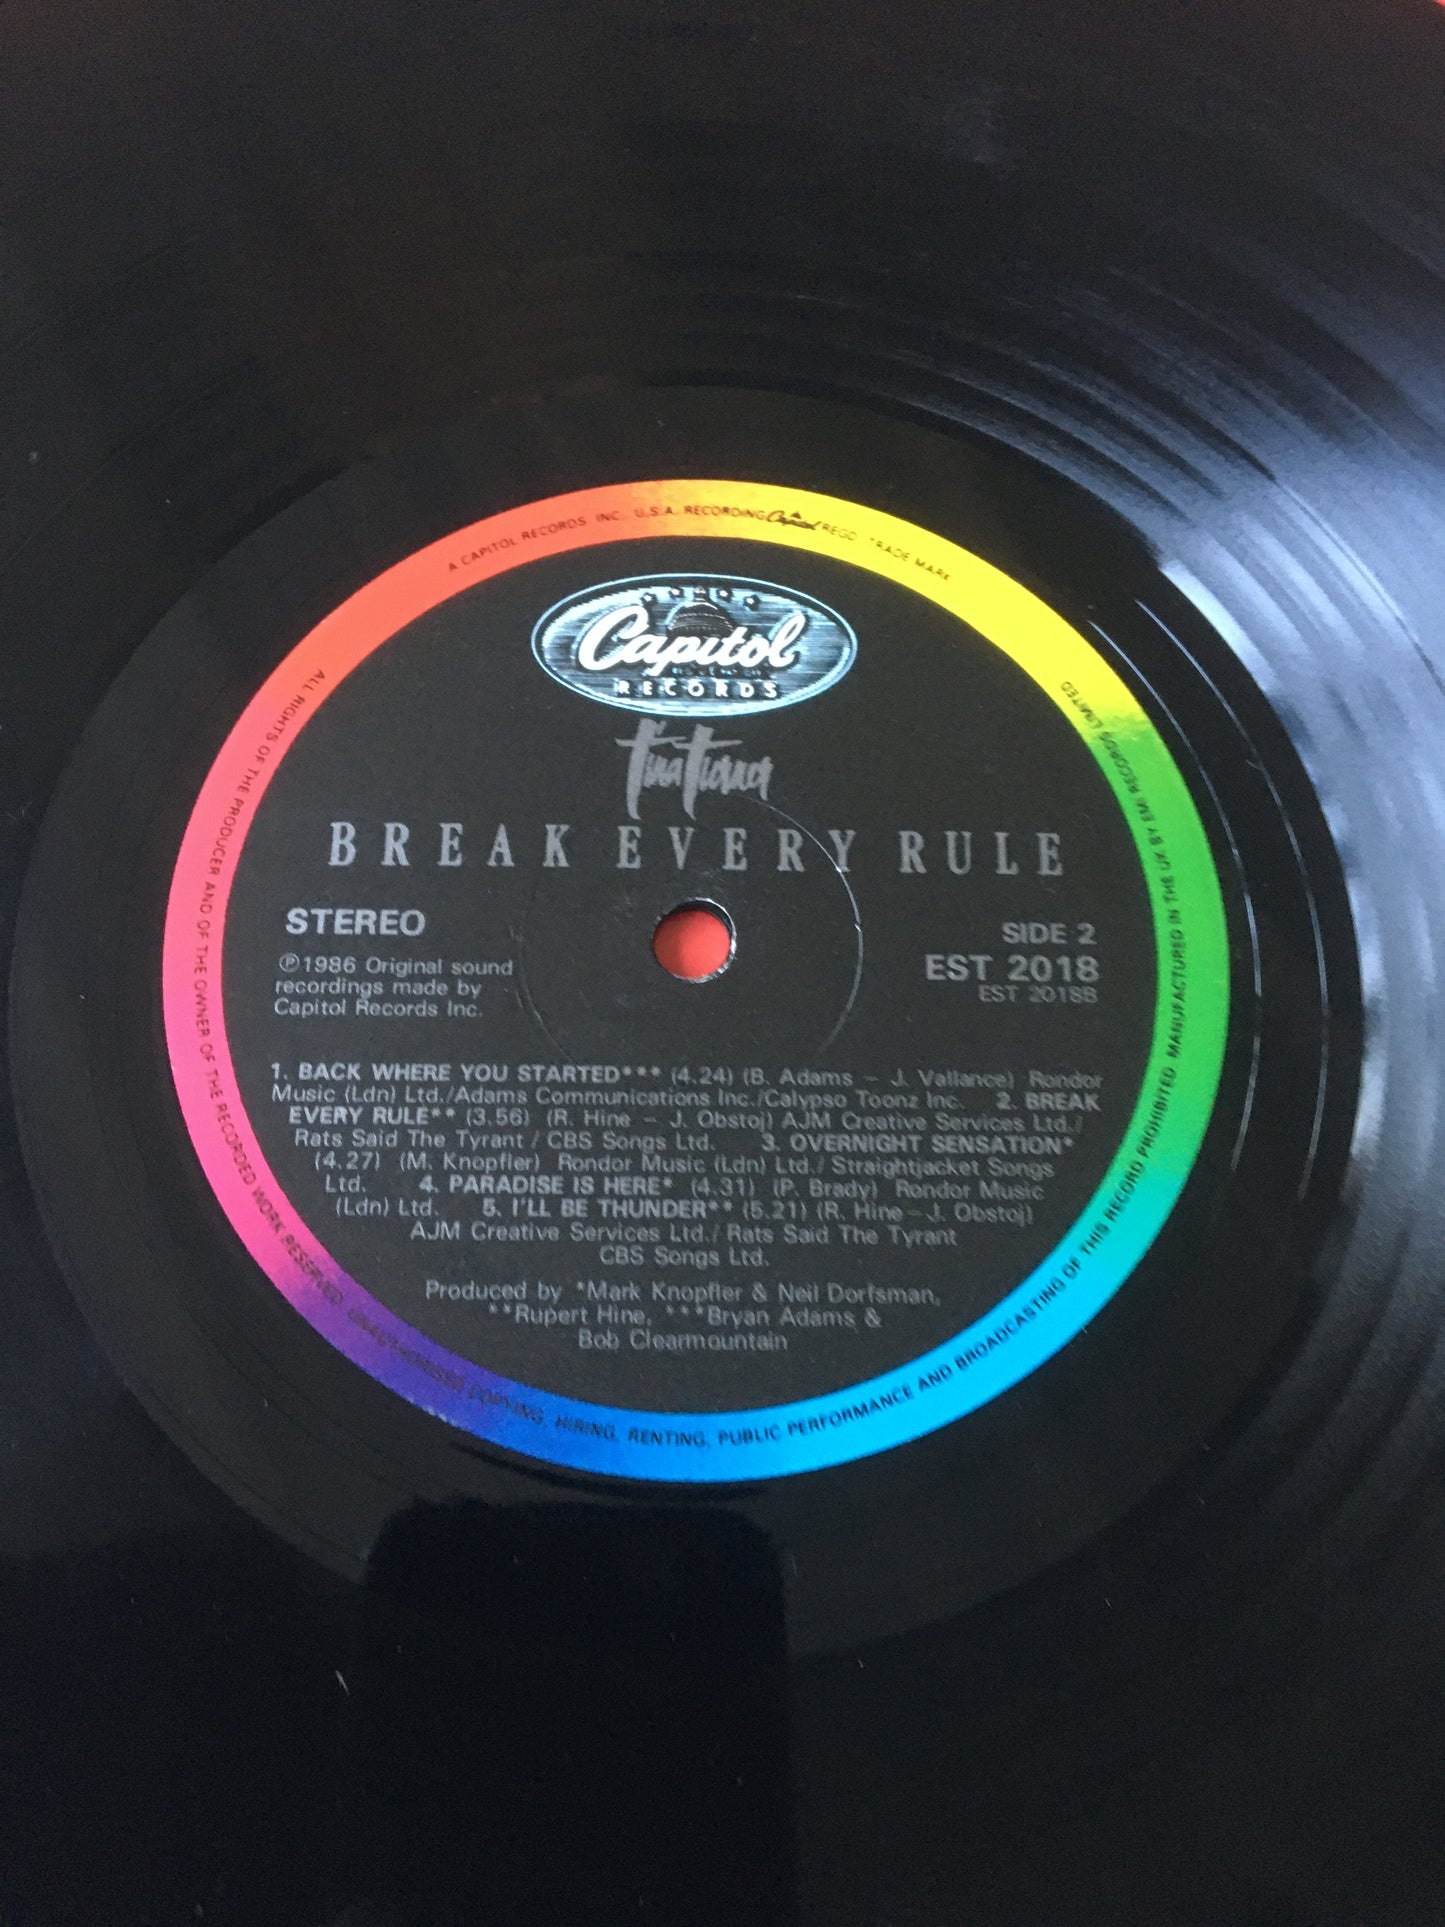 A CAPITOL RECORDS INC. U.S.A. RECORDING Capitol REGD. TRADE MARK
Capitol
RECORDS
Tina Turner
BREAK EVERY RULE
STEREO
SIDE 2
℗1986 Original sound
recordings made by
Capitol Records Inc.
EST 2018
EST 2018B
1. BACK WHERE YOU STARTED*** (4.24) (B. Adams – J. Vallance) Rondor
Music (Ldn) Ltd./Adams Communications Inc./Calypso Toonz Inc. 2. BREAK
EVERY RULE** (3.56) (R. Hine – J. Obstoj) AJM Creative Services Ltd./
Rats Said The Tyrant / CBS Songs Ltd. 3. OVERNIGHT SENSATION*
(4.27) (M. Knopfler) Rondor Music (Ldn) Ltd./ Straightjacket Songs
Ltd. 4. PARADISE IS HERE* (4.31) (P. Brady) Rondor Music
(Ldn) Ltd. 5. I'LL BE THUNDER** (5.21) (R. Hine – J. Obstoj)
AJM Creative Services Ltd./ Rats Said The Tyrant
CBS Songs Ltd.
Produced by *Mark Knopfler & Neil Dorfsman,
**Rupert Hine, ***Bryan Adams &
Bob Clearmountain
ALL RIGHTS OF THE PRODUCER AND OF THE OWNER OF THE RECORDED WORK RESERVED. UNAUTHORISED COPYING, HIRING, RENTING, PUBLIC PERFORMANCE AND BROADCASTING OF THIS RECORD PROHIBITED. MANUFACTURED IN THE UK BY EMI RECORDS LIMITED